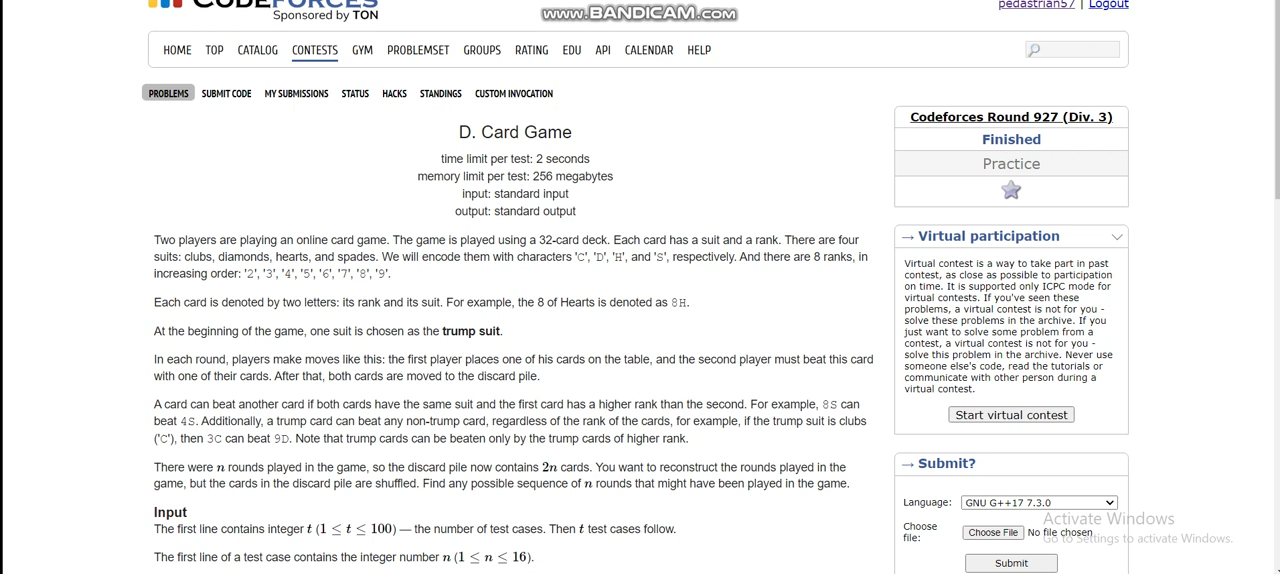 CODEFORCES
Sponsored by TON
www.BANDICAM.com
pedastrian57 | Logout
HOME TOP CATALOG CONTESTS GYM PROBLEMSET GROUPS RATING EDU API CALENDAR HELP
PROBLEMS SUBMIT CODE MY SUBMISSIONS STATUS HACKS STANDINGS CUSTOM INVOCATION
D. Card Game
time limit per test: 2 seconds
memory limit per test: 256 megabytes
input: standard input
output: standard output
Two players are playing an online card game. The game is played using a 32-card deck. Each card has a suit and a rank. There are four
suits: clubs, diamonds, hearts, and spades. We will encode them with characters 'C', 'D', 'H', and 'S', respectively. And there are 8 ranks, in
increasing order: '2', '3', '4', '5', '6', '7', '8', '9'.
Each card is denoted by two letters: its rank and its suit. For example, the 8 of Hearts is denoted as 8H.
At the beginning of the game, one suit is chosen as the trump suit.
In each round, players make moves like this: the first player places one of his cards on the table, and the second player must beat this card
with one of their cards. After that, both cards are moved to the discard pile.
A card can beat another card if both cards have the same suit and the first card has a higher rank than the second. For example, 8S can
beat 4S. Additionally, a trump card can beat any non-trump card, regardless of the rank of the cards, for example, if the trump suit is clubs
('C'), then 3C can beat 9D. Note that trump cards can be beaten only by the trump cards of higher rank.
There were n rounds played in the game, so the discard pile now contains 2n cards. You want to reconstruct the rounds played in the
game, but the cards in the discard pile are shuffled. Find any possible sequence of n rounds that might have been played in the game.
Input
The first line contains integer t (1 ≤ t ≤ 100) — the number of test cases. Then t test cases follow.
The first line of a test case contains the integer number n (1 ≤ n ≤ 16).
Codeforces Round 927 (Div. 3)
Finished
Practice
→ Virtual participation
Virtual contest is a way to take part in past
contest, as close as possible to participation
on time. It is supported only ICPC mode for
virtual contests. If you've seen these
problems, a virtual contest is not for you -
solve these problems in the archive. If you
just want to solve some problem from a
contest, a virtual contest is not for you -
solve this problem in the archive. Never use
someone else's code, read the tutorials or
communicate with other person during a
virtual contest.
Start virtual contest
→ Submit?
Language: GNU G++17 7.3.0
Choose
file: Choose File No file chosen
Submit
Activate Windows
Go to Settings to activate Windows.